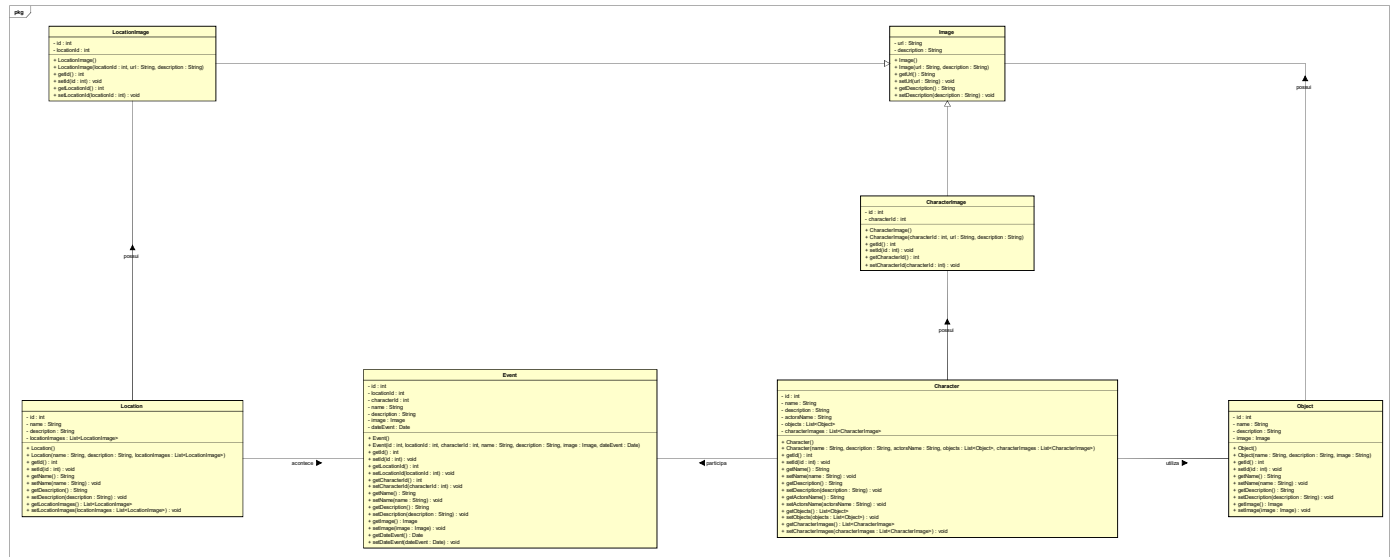 pkg
LocationImage
- id : int
- locationId : int
+ LocationImage()
+ LocationImage(locationId : int, url : String, description : String)
+ getId() : int
+ setId(id : int) : void
+ getLocationId() : int
+ setLocationId(locationId : int) : void
Image
- url : String
- description : String
+ Image()
+ Image(url : String, description : String)
+ getUrl() : String
+ setUrl(url : String) : void
+ getDescription() : String
+ setDescription(description : String) : void
possui
CharacterImage
- id : int
- characterId : int
+ CharacterImage()
+ CharacterImage(characterId : int, url : String, description : String)
+ getId() : int
+ setId(id : int) : void
+ getCharacterId() : int
+ setCharacterId(characterId : int) : void
possui
possui
Location
- id : int
- name : String
- description : String
- locationImages : List<LocationImage>
+ Location()
+ Location(name : String, description : String, locationImages : List<LocationImage>)
+ getId() : int
+ setId(id : int) : void
+ getName() : String
+ setName(name : String) : void
+ getDescription() : String
+ setDescription(description : String) : void
+ getLocationImages() : List<LocationImage>
+ setLocationImages(locationImages : List<LocationImage>) : void
acontece
Event
- id : int
- locationId : int
- characterId : int
- name : String
- description : String
- image : Image
- dateEvent : Date
+ Event()
+ Event(id : int, locationId : int, characterId : int, name : String, description : String, image : Image, dateEvent : Date)
+ getId() : int
+ setId(id : int) : void
+ getLocationId() : int
+ setLocationId(locationId : int) : void
+ getCharacterId() : int
+ setCharacterId(characterId : int) : void
+ getName() : String
+ setName(name : String) : void
+ getDescription() : String
+ setDescription(description : String) : void
+ getImage() : Image
+ setImage(image : Image) : void
+ getDateEvent() : Date
+ setDateEvent(dateEvent : Date) : void
participa
Character
- id : int
- name : String
- description : String
- actorsName : String
- objects : List<Object>
- characterImages : List<CharacterImage>
+ Character()
+ Character(name : String, description : String, actorsName : String, objects : List<Object>, characterImages : List<CharacterImage>)
+ getId() : int
+ setId(id : int) : void
+ getName() : String
+ setName(name : String) : void
+ getDescription() : String
+ setDescription(description : String) : void
+ getActorsName() : String
+ setActorsName(actorsName : String) : void
+ getObjects() : List<Object>
+ setObjects(objects : List<Object>) : void
+ getCharacterImages() : List<CharacterImage>
+ setCharacterImages(characterImages : List<CharacterImage>) : void
utiliza
Object
- id : int
- name : String
- description : String
- image : Image
+ Object()
+ Object(name : String, description : String, image : String)
+ getId() : int
+ setId(id : int) : void
+ getName() : String
+ setName(name : String) : void
+ getDescription() : String
+ setDescription(description : String) : void
+ getImage() : Image
+ setImage(image : Image) : void